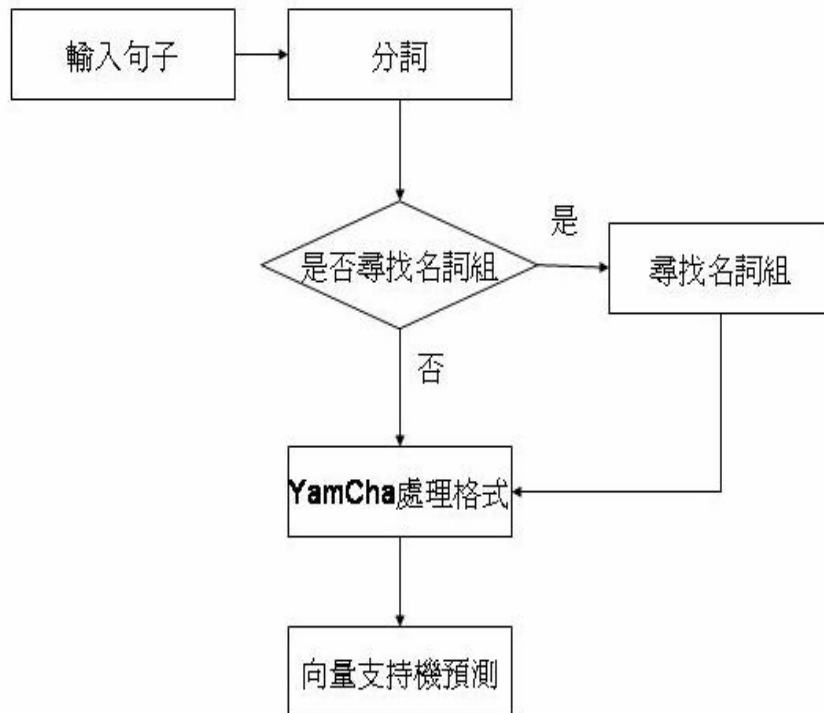 輸入句子
分詞
是否尋找名詞組
是
尋找名詞組
否
YamCha處理格式
向量支持機預測